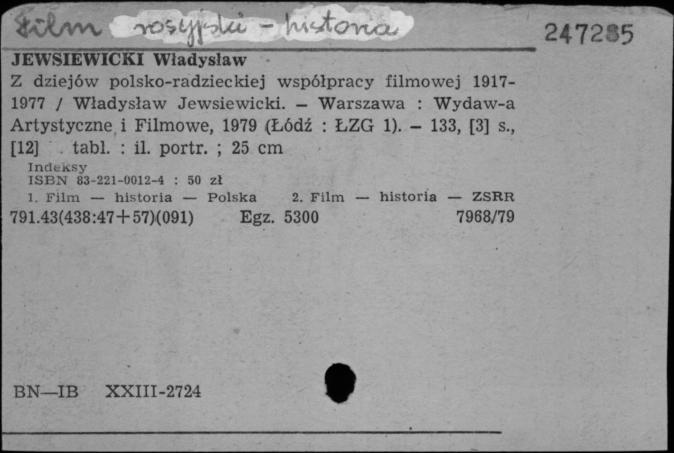 Film rosyjski - historia
247285
JEWSIEWICKI Władysław
Z dziejów polsko-radzieckiej współpracy filmowej 1917-
1977 / Władysław Jewsiewicki. — Warszawa : Wydaw-a
Artystyczne i Filmowe, 1979 (Łódź : ŁZG 1). — 133, [3] s.,
[12] tabl. : il. portr. ; 25 cm
Indeksy
ISBN 83-221-0012-4 : 50 zł
1. Film — historia — Polska 2. Film — historia — ZSRR
791.43(438:47+57)(091) Egz. 5300 7968/79
BN—IB XXIII-2724